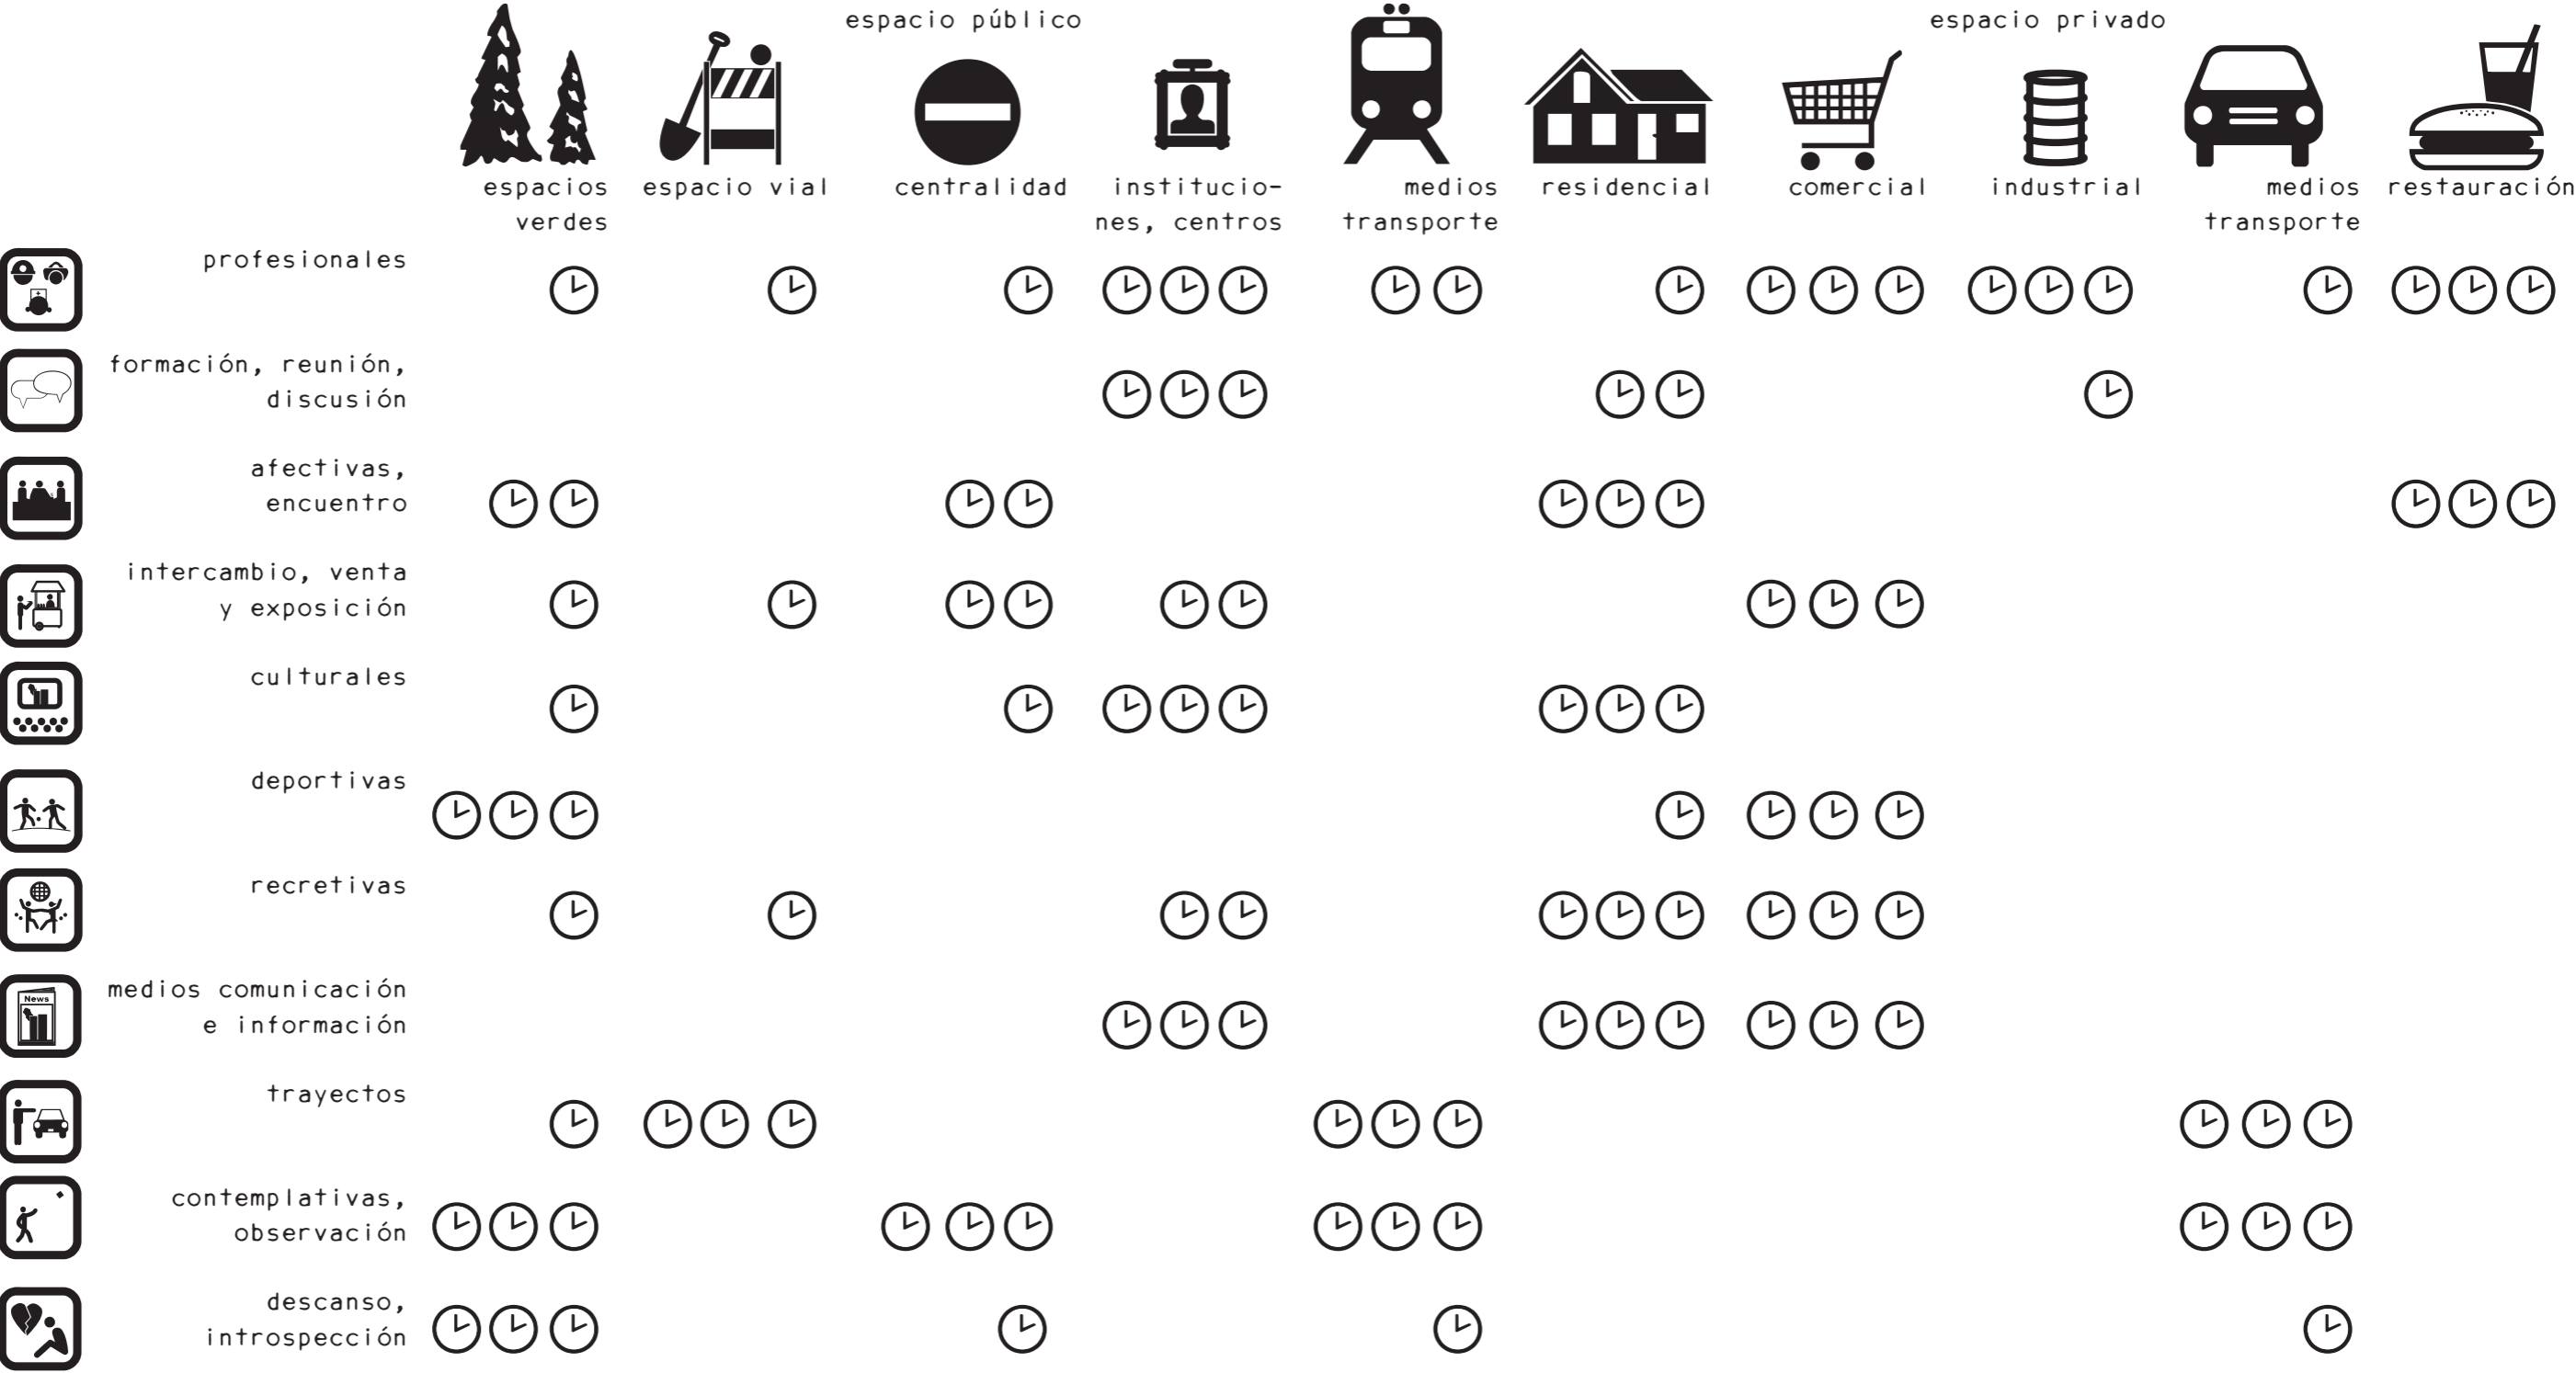 espacio público
espacio privado
espacios
verdes
espacio vial
centralidad
institucio-
nes, centros
medios
transporte
residencial
comercial
industrial
medios
transporte
restauración
profesionales
formación, reunión,
discusión
afectivas,
encuentro
intercambio, venta
y exposición
culturales
deportivas
recretivas
medios comunicación
e información
News
trayectos
contemplativas,
observación
descanso,
introspección